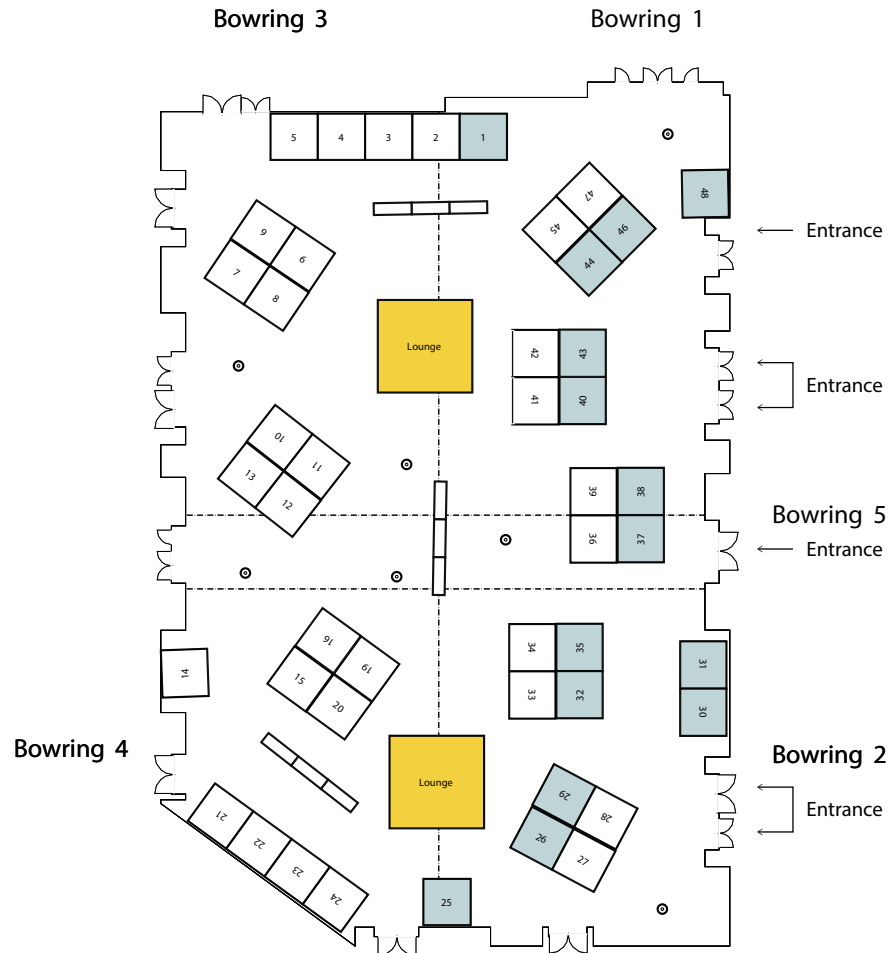 Bowring 3
Bowring 1
5 4 3 2 1
48
47
45 46
44
Entrance
9
7 6
8
Lounge
42 43
41 40
Entrance
10
13 11
12
39 38
36 37
Bowring 5
Entrance
16
15 19
20
14
34 35
33 32
31
30
Bowring 4
Lounge
Bowring 2
29 28
26 27
Entrance
21
22
23
24
25